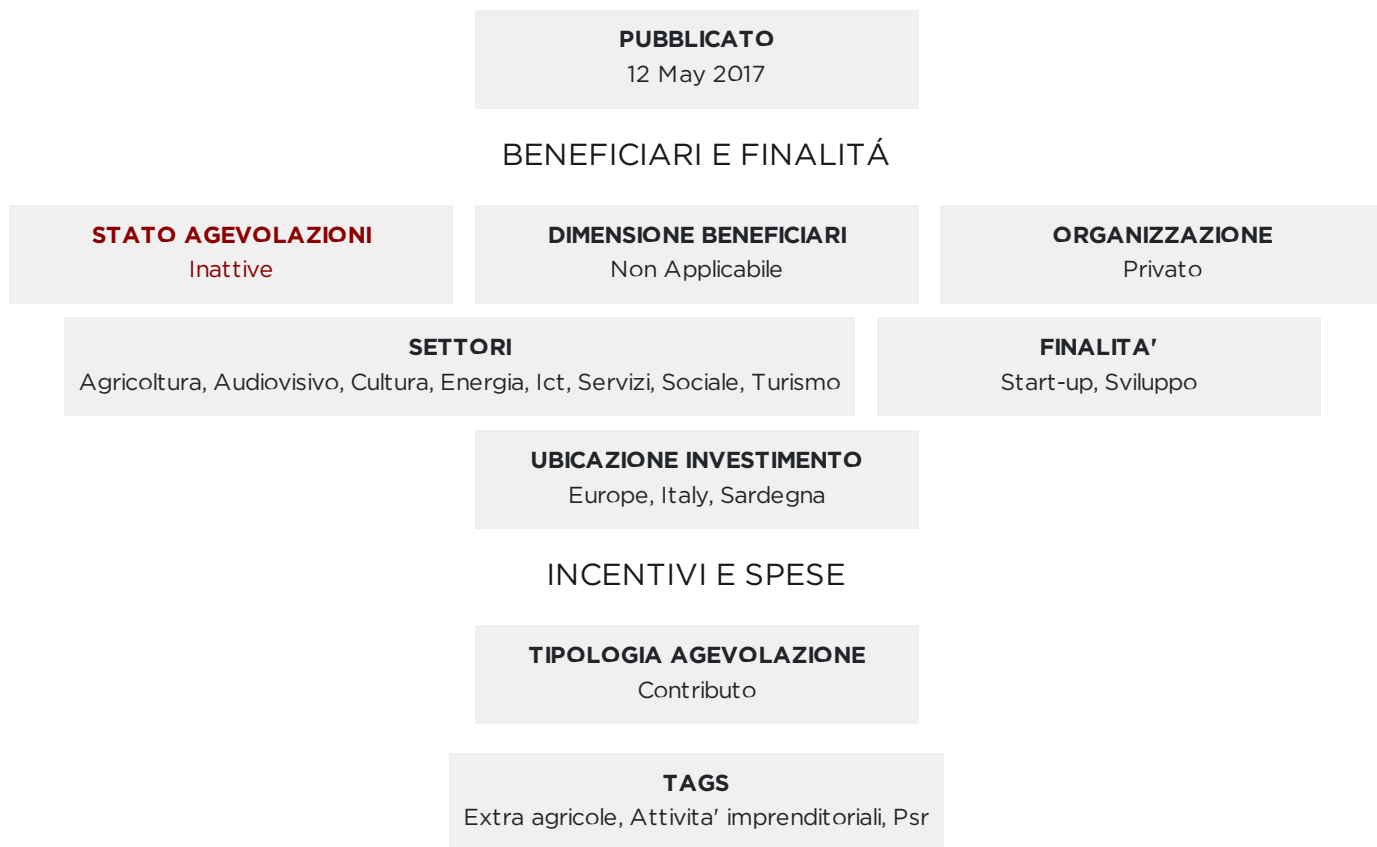 PUBBLICATO
12 May 2017
BENEFICIARI E FINALITÁ
STATO AGEVOLAZIONI
Inattive
DIMENSIONE BENEFICIARI
Non Applicabile
ORGANIZZAZIONE
Privato
SETTORI
Agricoltura, Audiovisivo, Cultura, Energia, Ict, Servizi, Sociale, Turismo
FINALITA'
Start-up, Sviluppo
UBICAZIONE INVESTIMENTO
Europe, Italy, Sardegna
INCENTIVI E SPESE
TIPOLOGIA AGEVOLAZIONE
Contributo
TAGS
Extra agricole, Attivita' imprenditoriali, Psr